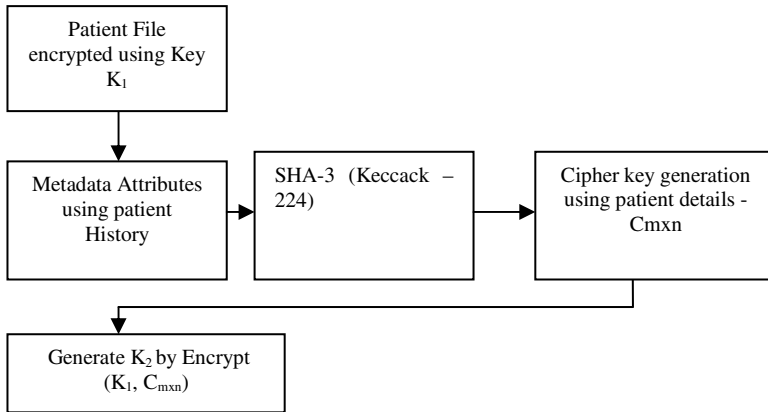 Patient File
encrypted using Key
K₁
Metadata Attributes
using patient
History
SHA-3 (Keccack –
224)
Cipher key generation
using patient details -
Cmxn
Generate K₂ by Encrypt
(K₁, Cₘₓₙ)